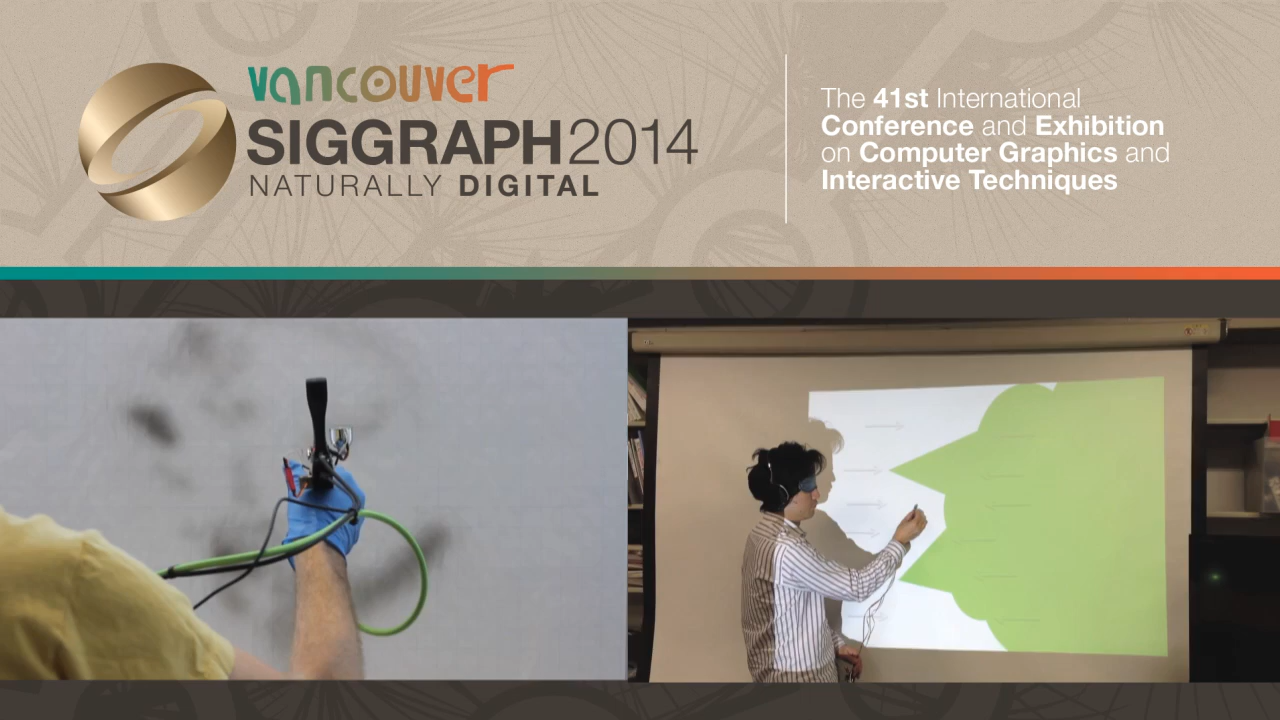 vancouver
SIGGRAPH2014
NATURALLY DIGITAL
The 41st International
Conference and Exhibition
on Computer Graphics and
Interactive Techniques